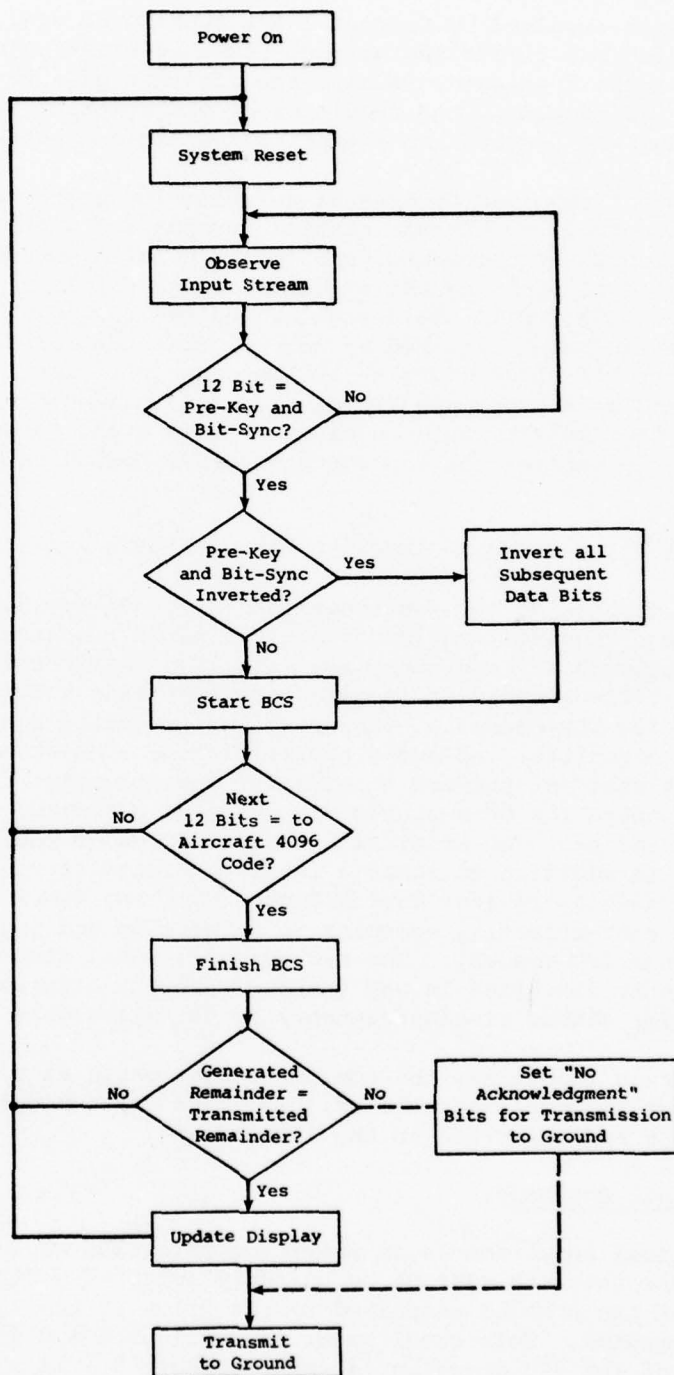 Power On
System Reset
Observe
Input Stream
12 Bit =
Pre-Key and
Bit-Sync?
No
Yes
Pre-Key
and Bit-Sync
Inverted?
Yes
Invert all
Subsequent
Data Bits
No
Start BCS
Next
12 Bits = to
Aircraft 4096
Code?
No
Yes
Finish BCS
Generated
Remainder =
Transmitted
Remainder?
No
No
Set "No
Acknowledgment"
Bits for Transmission
to Ground
Yes
Update Display
Transmit
to Ground